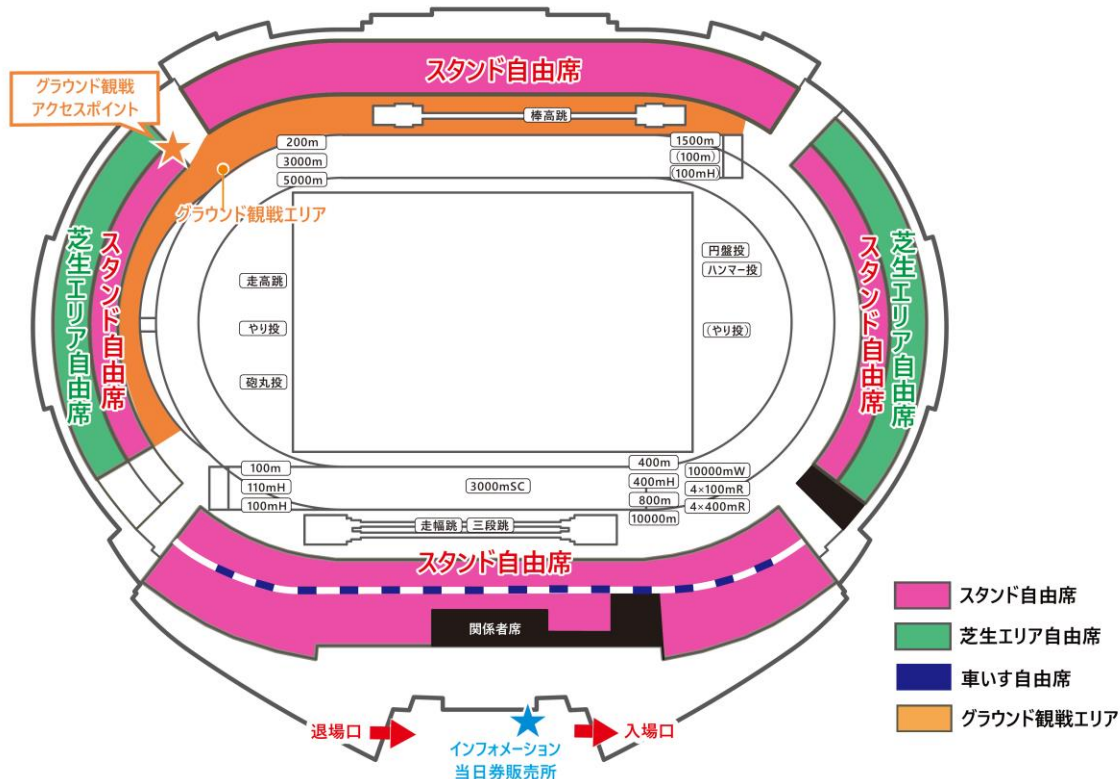 スタンド自由席
グラウンド観戦
アクセスポイント
棒高跳
200m
3000m
5000m
1500m
(100m)
(100mH)
グラウンド観戦エリア
芝生エリア自由席
スタンド自由席
走高跳
やり投
砲丸投
円盤投
ハンマー投
(やり投)
スタンド自由席
芝生エリア自由席
100m
110mH
100mH
3000mSC
400m
400mH
800m
10000m
10000mW
4×100mR
4×400mR
走幅跳
三段跳
スタンド自由席
関係者席
スタンド自由席
芝生エリア自由席
車いす自由席
グラウンド観戦エリア
退場口
入場口
インフォメーション
当日券販売所